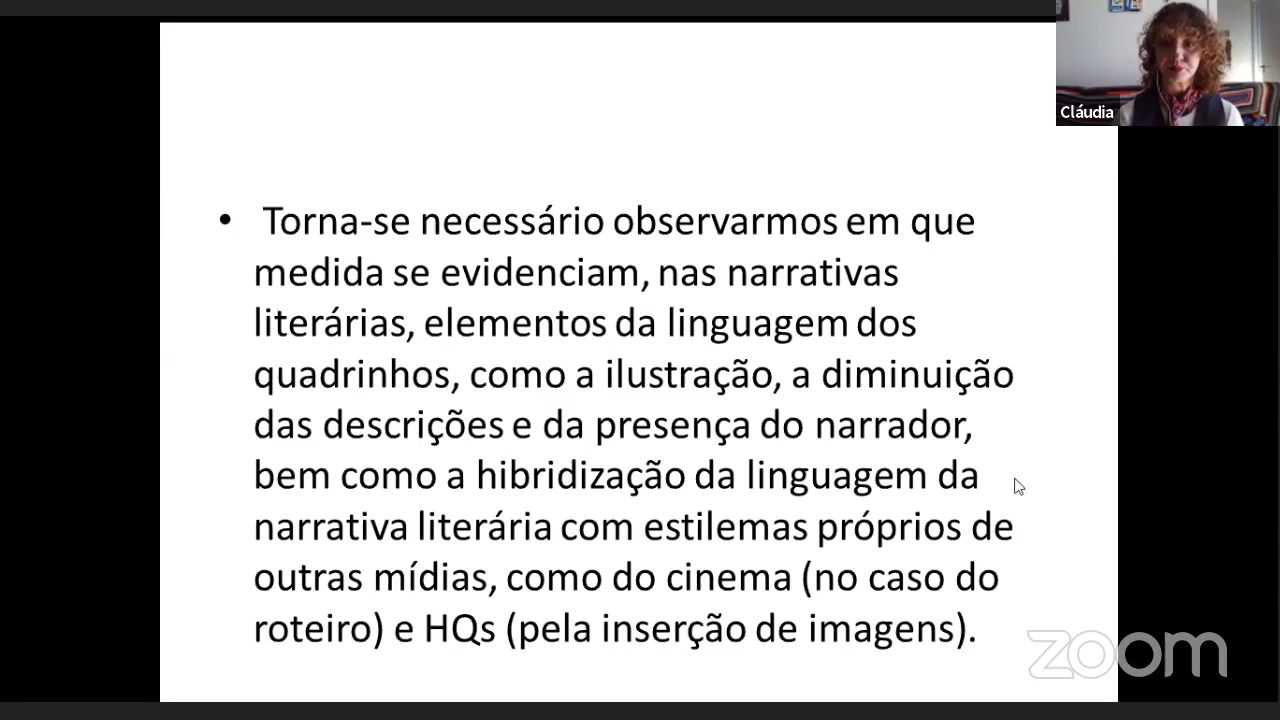 Cláudia
• Torna-se necessário observarmos em que
medida se evidenciam, nas narrativas
literárias, elementos da linguagem dos
quadrinhos, como a ilustração, a diminuição
das descrições e da presença do narrador,
bem como a hibridização da linguagem da
narrativa literária com estilemas próprios de
outras mídias, como do cinema (no caso do
roteiro) e HQs (pela inserção de imagens).
zoom